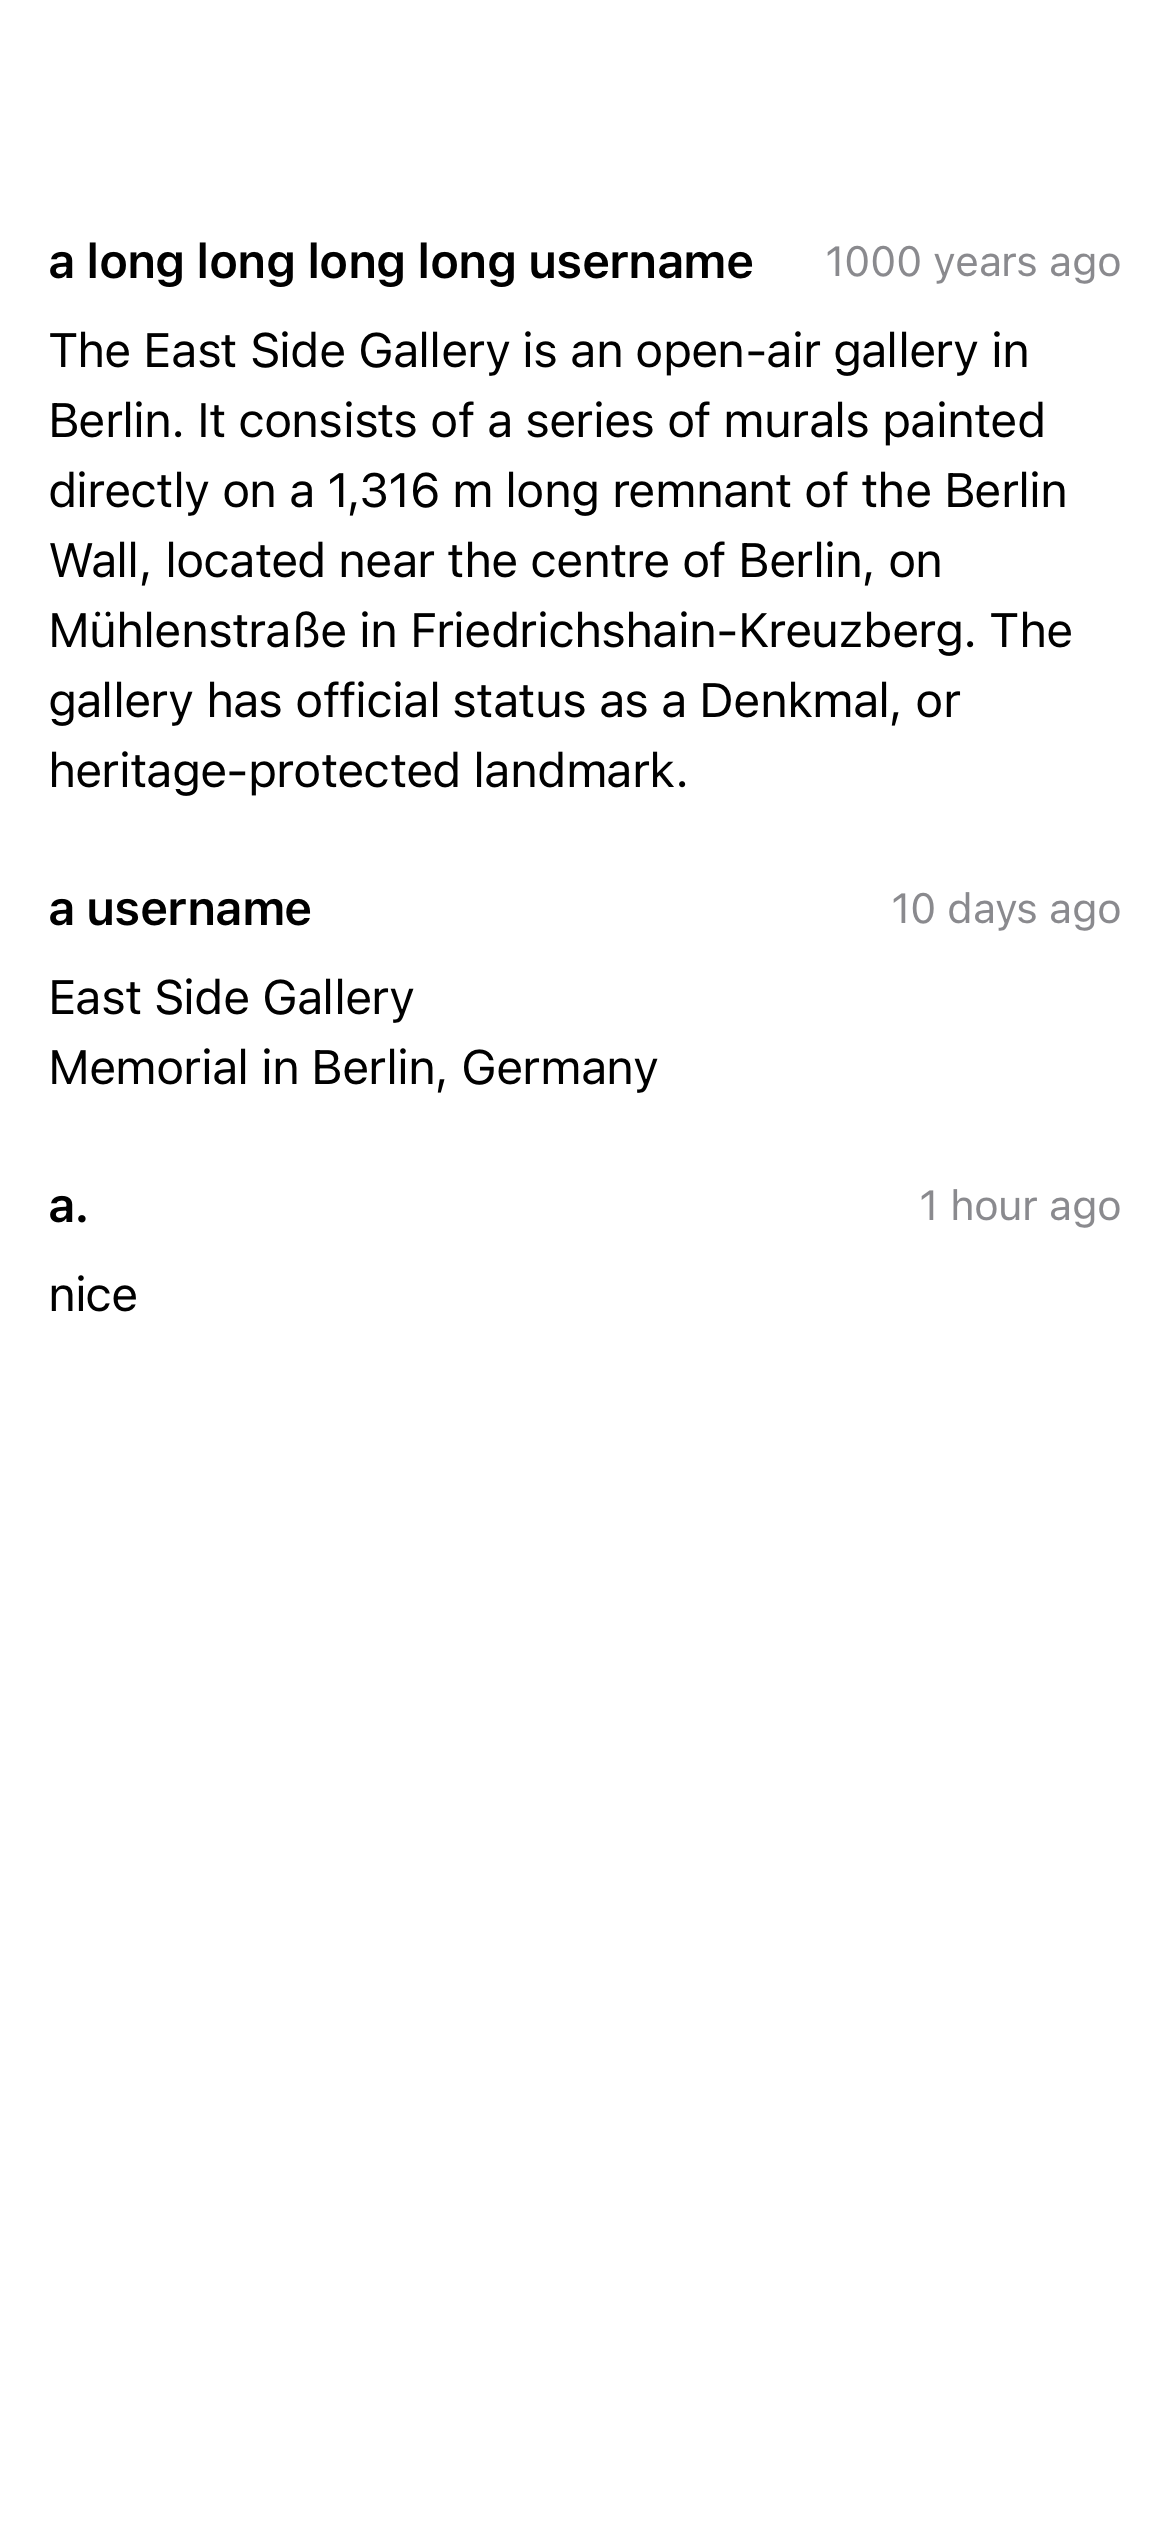 a long long long long username 1000 years ago
The East Side Gallery is an open-air gallery in
Berlin. It consists of a series of murals painted
directly on a 1,316 m long remnant of the Berlin
Wall, located near the centre of Berlin, on
Mühlenstraße in Friedrichshain-Kreuzberg. The
gallery has official status as a Denkmal, or
heritage-protected landmark.
a username 10 days ago
East Side Gallery
Memorial in Berlin, Germany
a. 1 hour ago
nice